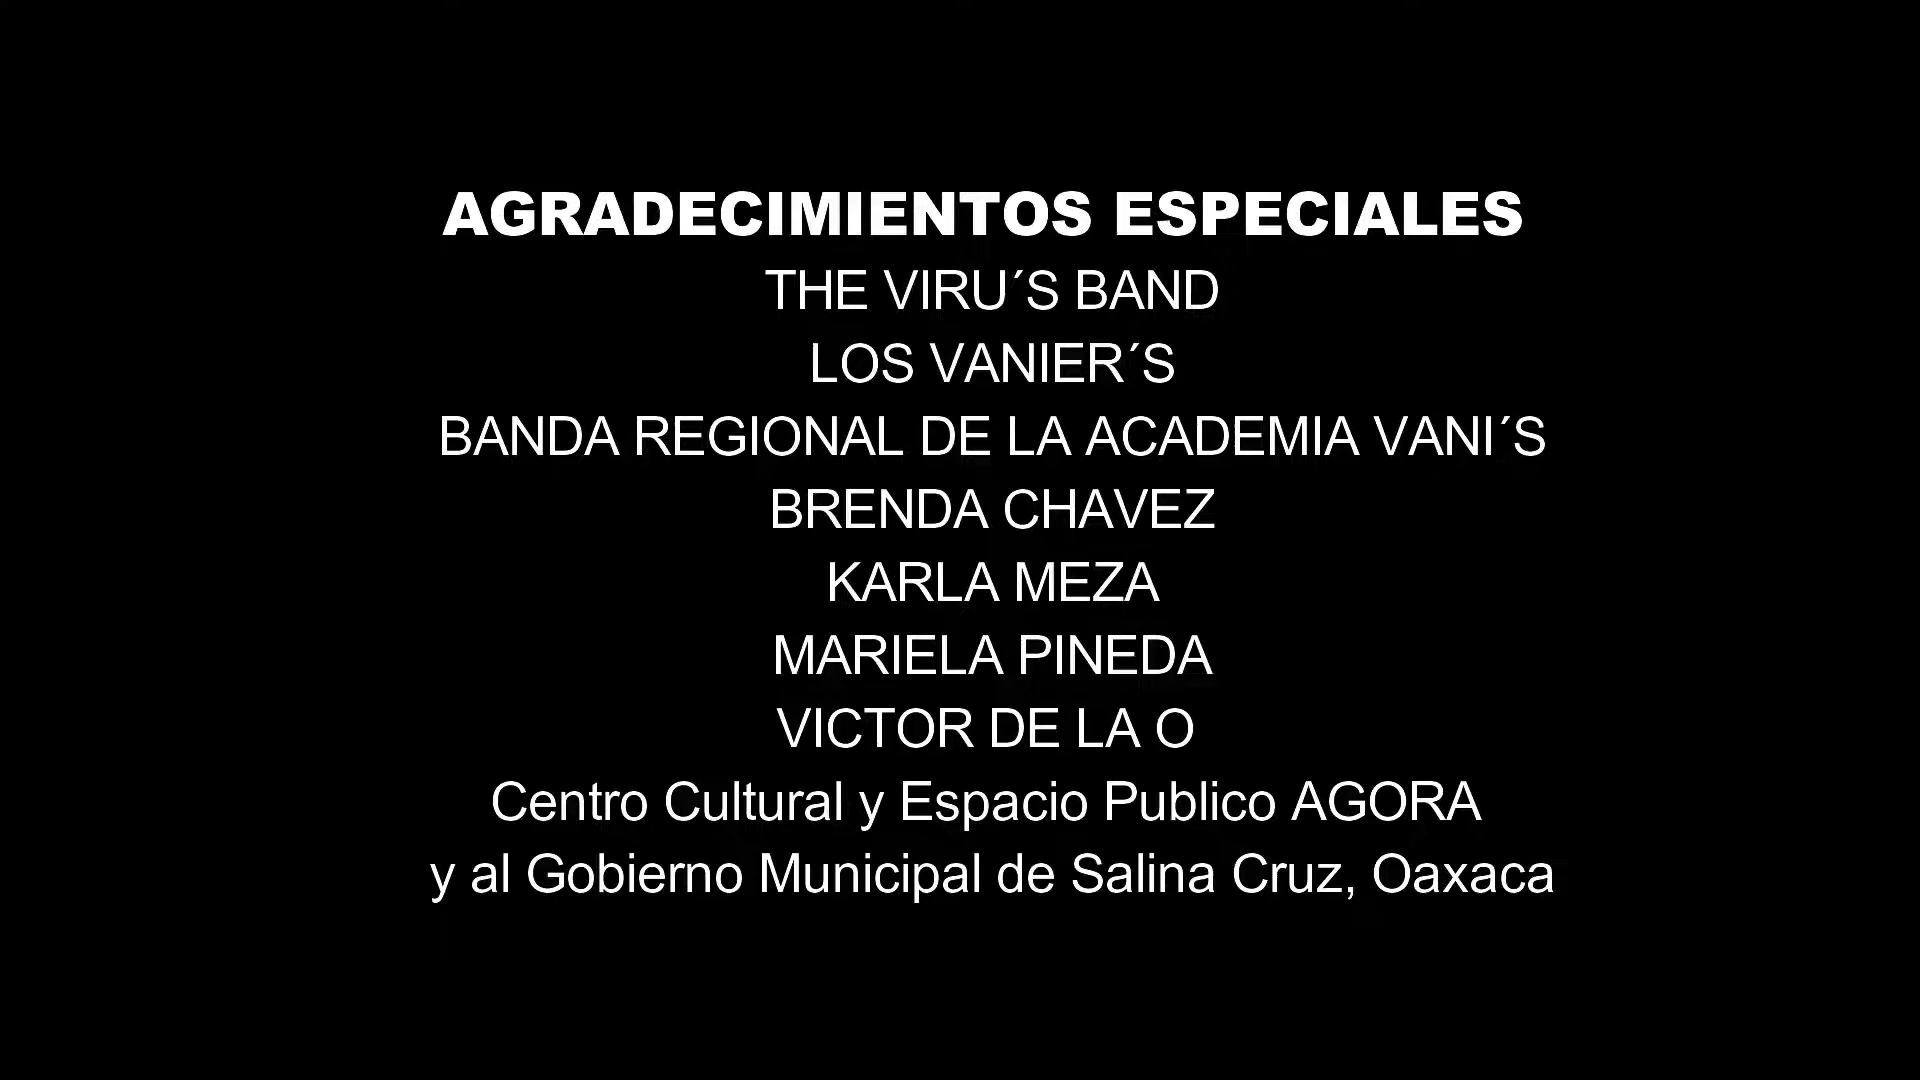 AGRADECIMIENTOS ESPECIALES
THE VIRU´S BAND
LOS VANIER´S
BANDA REGIONAL DE LA ACADEMIA VANI´S
BRENDA CHAVEZ
KARLA MEZA
MARIELA PINEDA
VICTOR DE LA O
Centro Cultural y Espacio Publico AGORA
y al Gobierno Municipal de Salina Cruz, Oaxaca